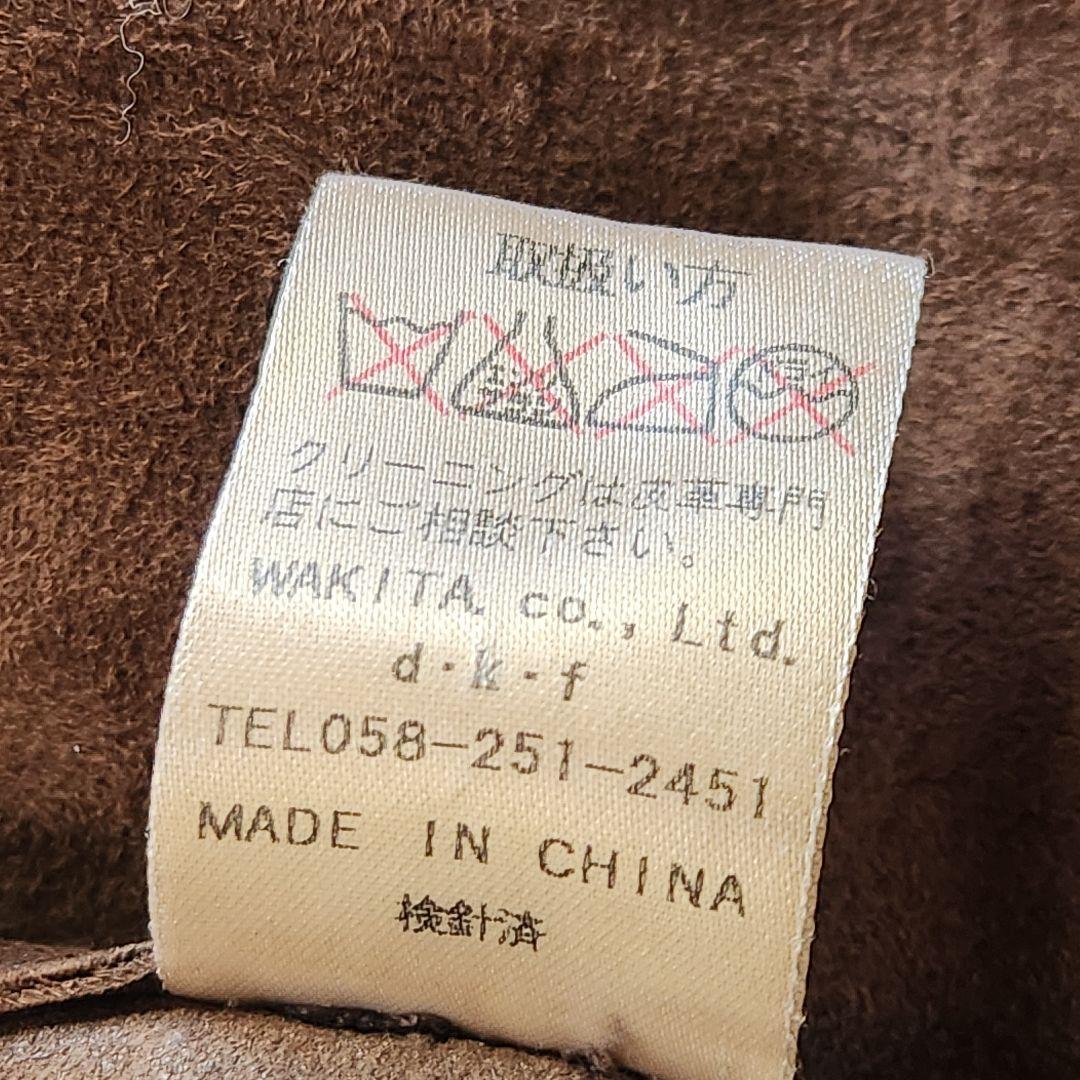 取扱い方
クリーニングは皮革専門
店にご相談下さい。
WAKITA. co., Ltd.
d・k・f
TEL058-251-2451
MADE IN CHINA
検針済